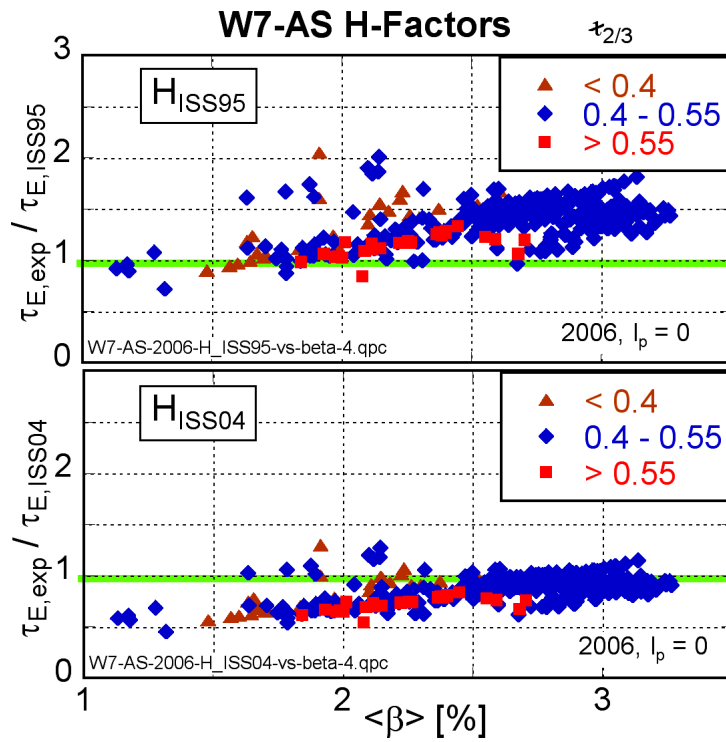 W7-AS H-Factors
ɩ2/3
3
2
1
0
τE,exp / τE,ISS95
HISS95
< 0.4
0.4 - 0.55
> 0.55
2006, Ip = 0
W7-AS-2006-H_ISS95-vs-beta-4.qpc
2
1
0
τE,exp / τE,ISS04
HISS04
< 0.4
0.4 - 0.55
> 0.55
2006, Ip = 0
W7-AS-2006-H_ISS04-vs-beta-4.qpc
1
2
3
<β> [%]